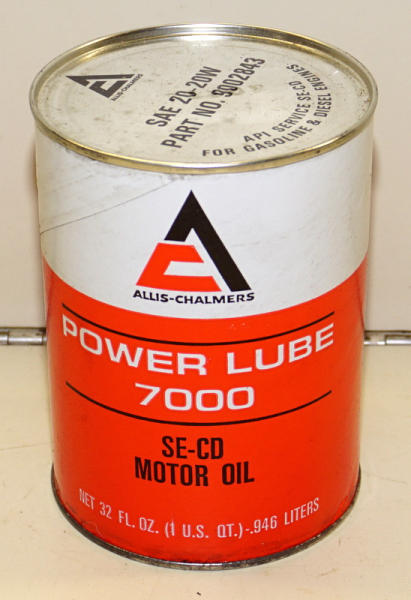 ALLIS-CHALMERS
SAE 20-20W
PART NO. 9002843
API SERVICE SE-CD
FOR GASOLINE & DIESEL ENGINES
ALLIS-CHALMERS
POWER LUBE
7000
SE-CD
MOTOR OIL
NET 32 FL. OZ. (1 U.S. QT.)-.946 LITERS